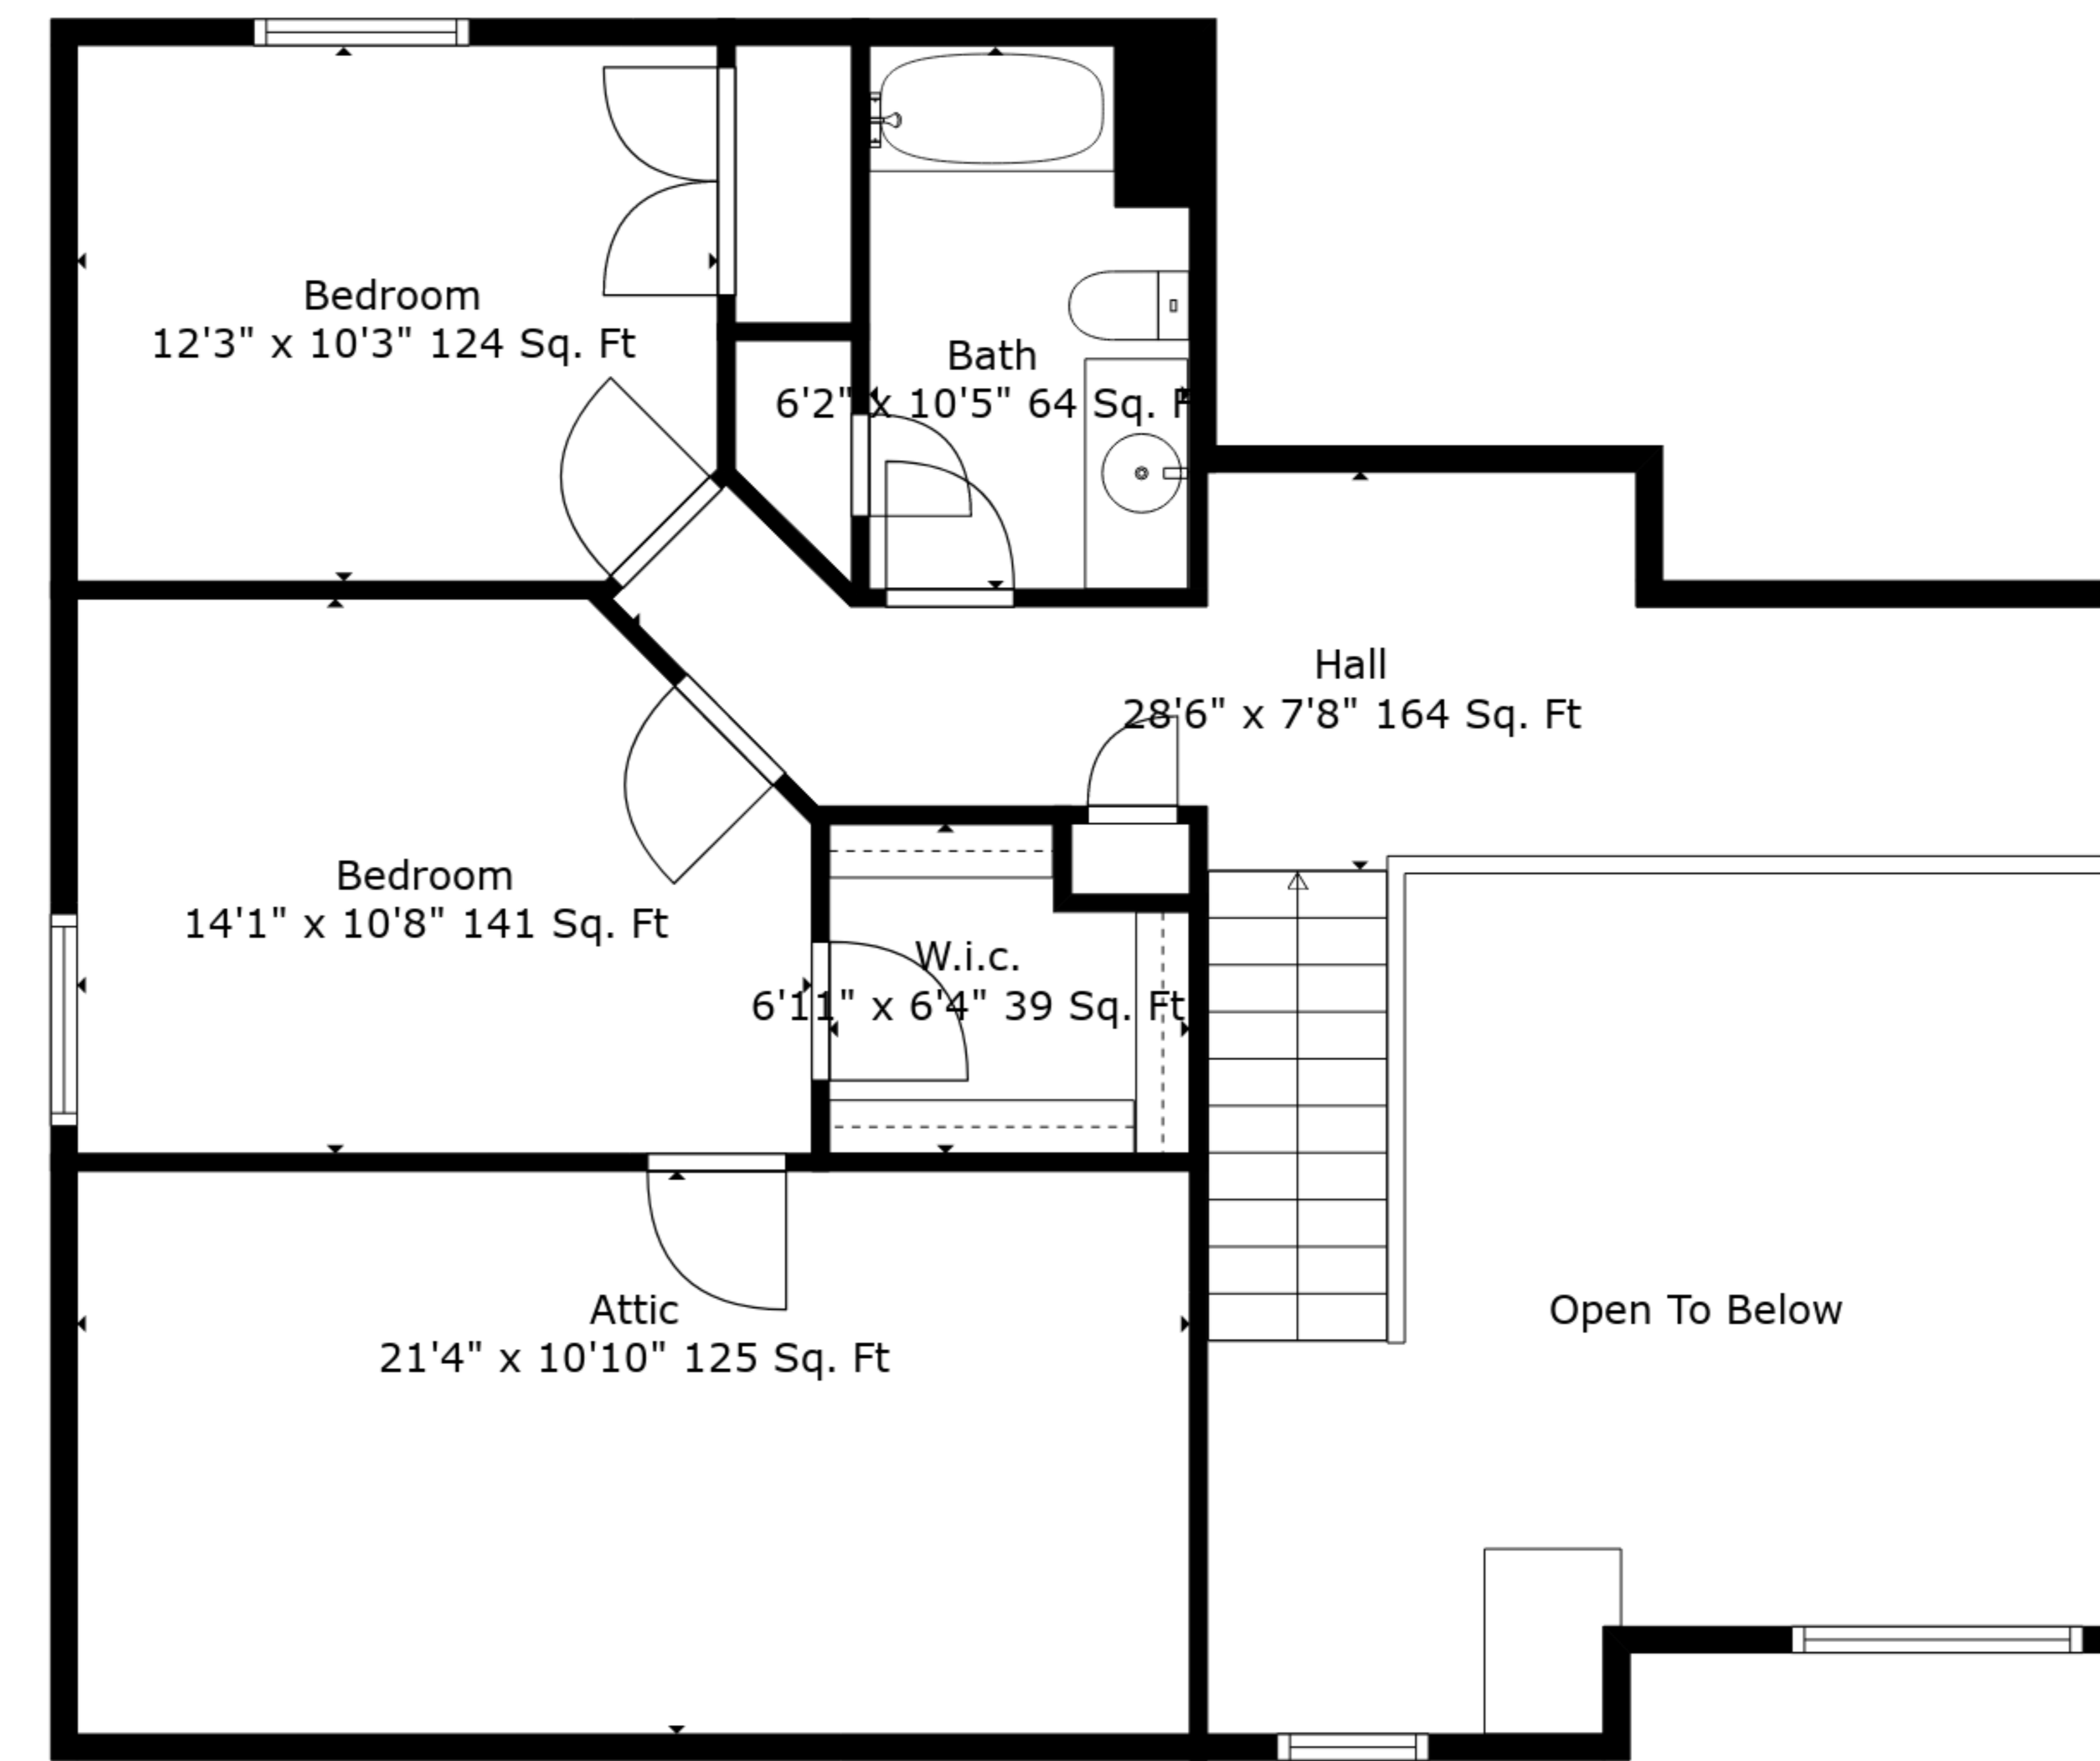 Bedroom
12'3" x 10'3" 124 Sq. Ft
Bath
6'2" x 10'5" 64 Sq. F
Hall
28'6" x 7'8" 164 Sq. Ft
Bedroom
14'1" x 10'8" 141 Sq. Ft
W.i.c.
6'11" x 6'4" 39 Sq. Ft
Attic
21'4" x 10'10" 125 Sq. Ft
Open To Below